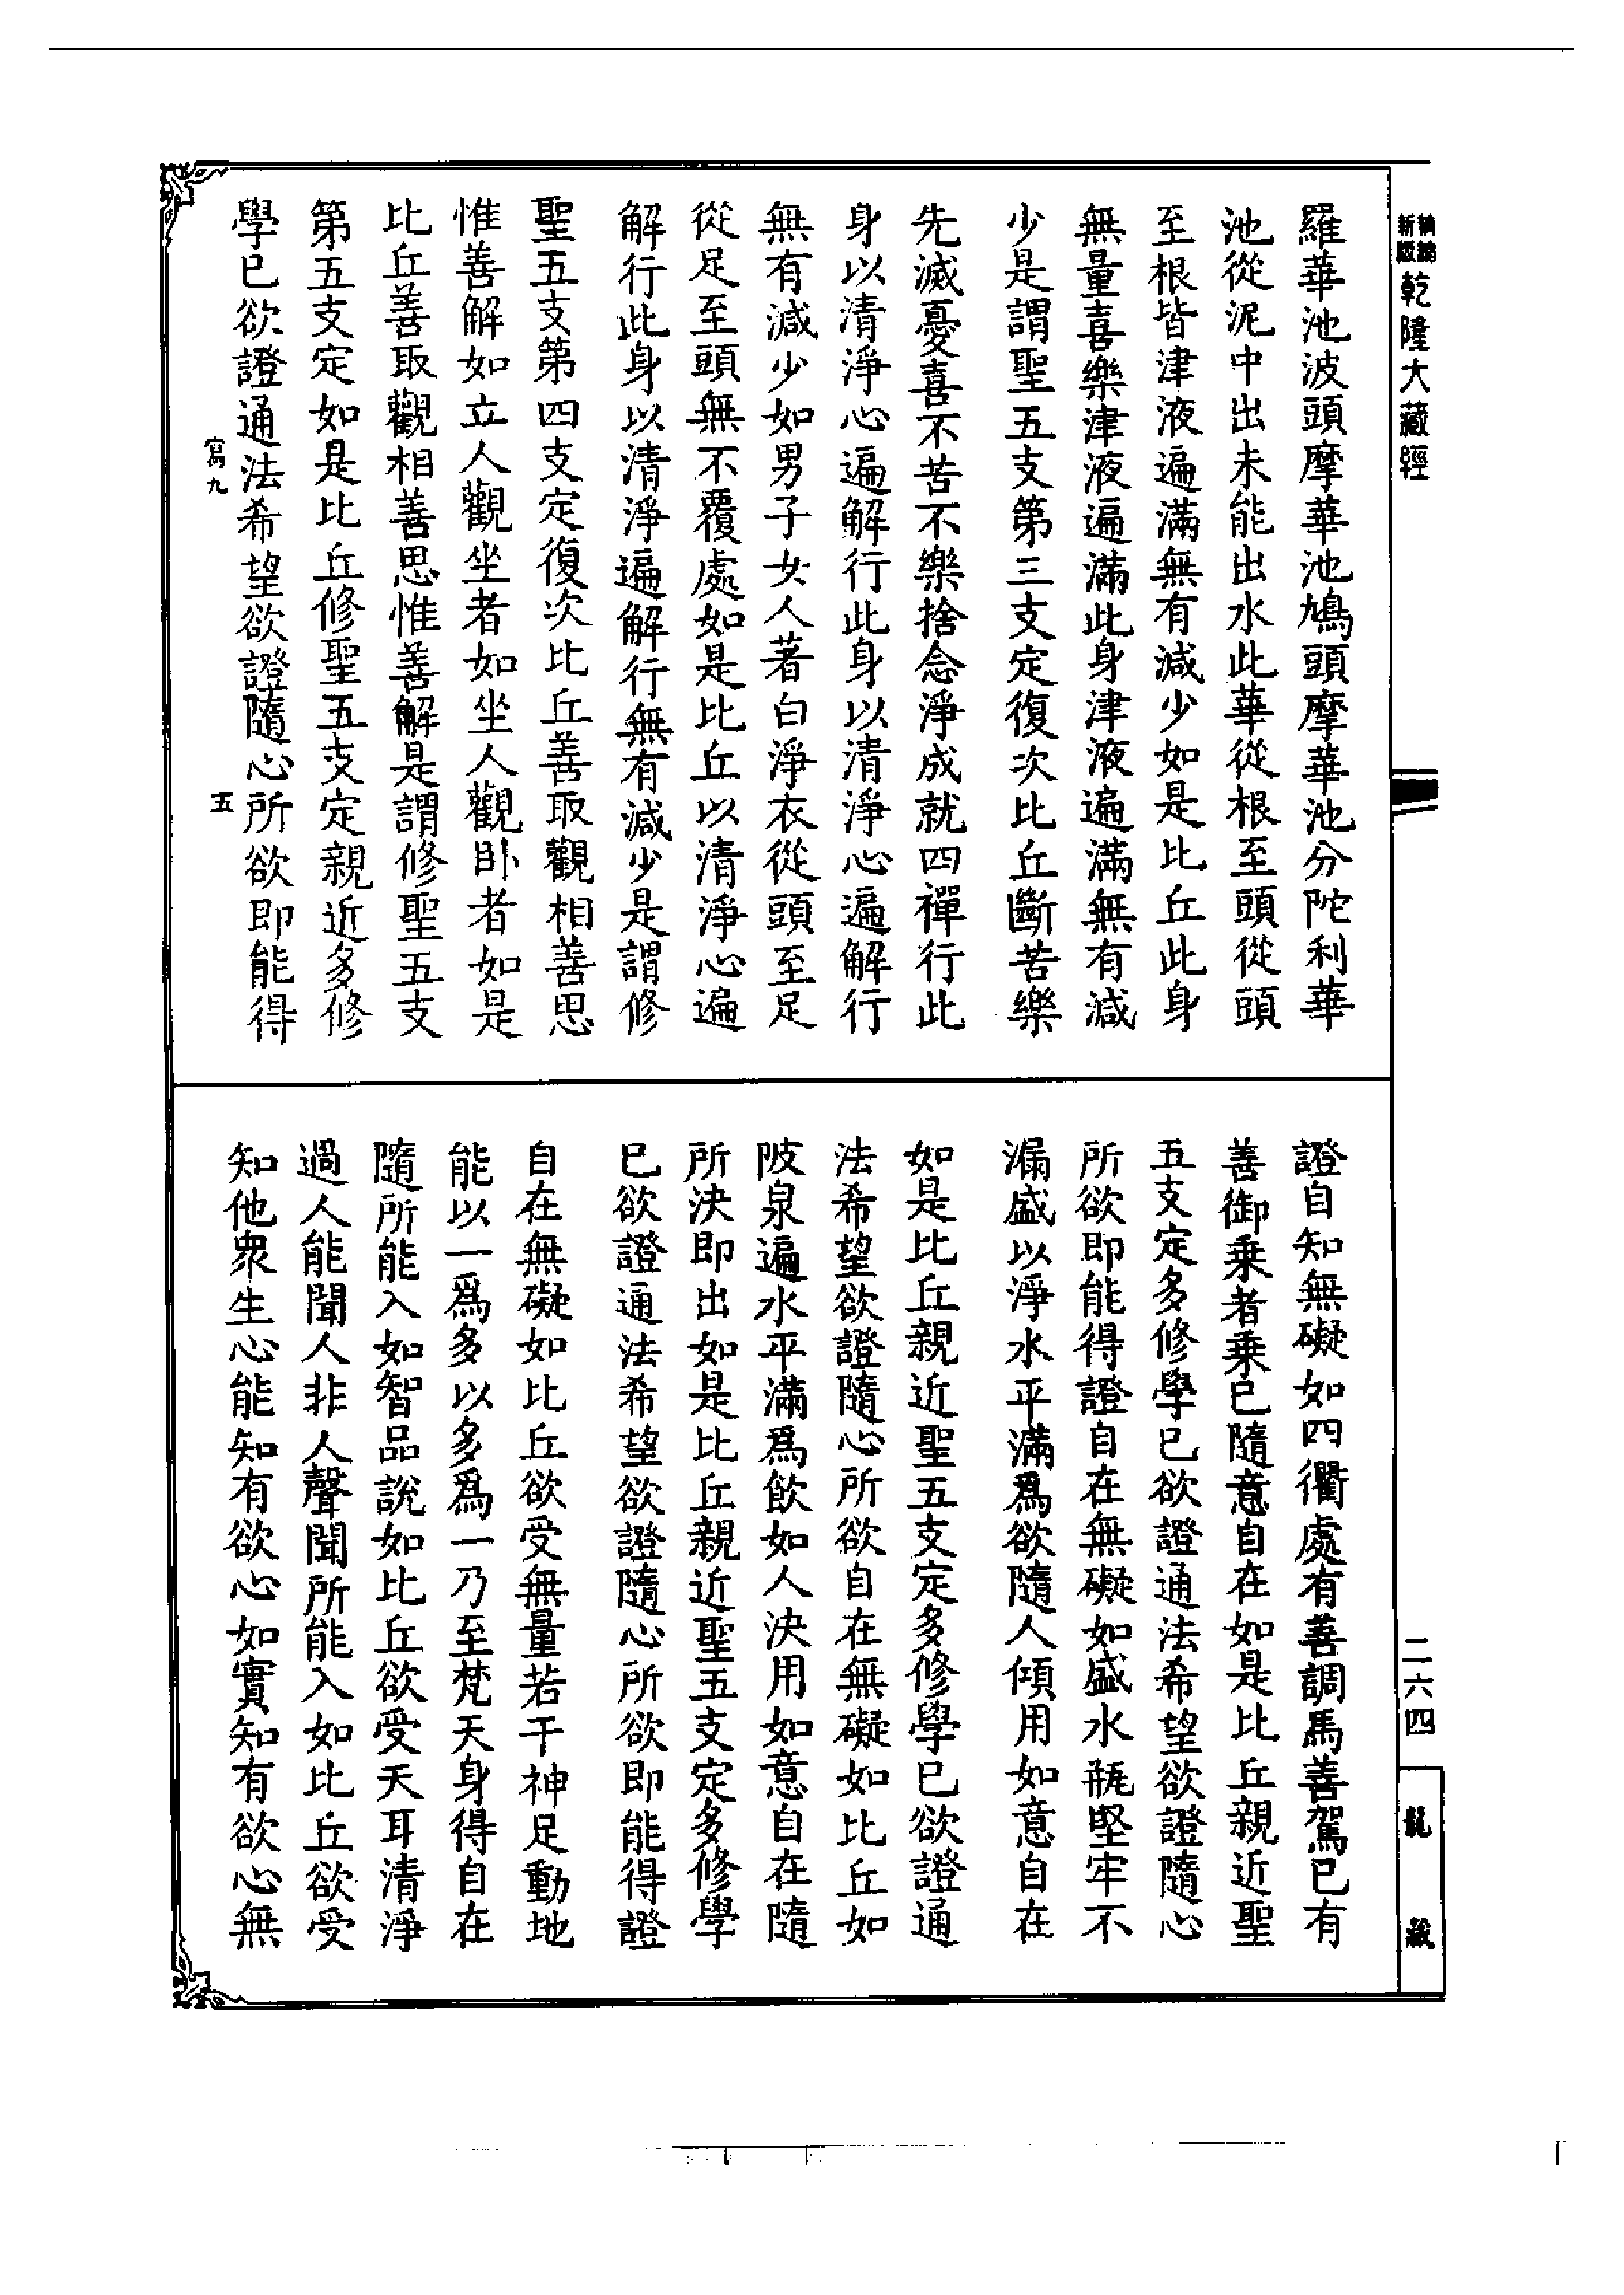 新版
精縮
乾隆大藏經
羅華池波頭摩華池鳩頭摩華池分陀利華
池從泥中出未能出水此華從根至頭從頭
至根皆津液遍滿無有減少如是比丘此身
無量喜樂津液遍滿此身津液遍滿無有減
少是謂聖五支第三支定復次比丘斷苦樂
先滅憂喜不苦不樂捨念淨成就四禪行此
身以清淨心遍解行此身以清淨心遍解行
無有減少如男子女人著白淨衣從頭至足
從足至頭無不覆處如是比丘以清淨心遍
解行此身以清淨遍解行無有減少是謂修
聖五支第四支定復次比丘善取觀相善思
惟善解如立人觀坐者如坐人觀臥者如是
比丘善取觀相善思惟善解是謂修聖五支
第五支定如是比丘修聖五支定親近多修
學已欲證通法希望欲證隨心所欲即能得
寫九
五
證自知無礙如四衢處有善調馬善駕已有
善御乘者乘已隨意自在如是比丘親近聖
五支定多修學已欲證通法希望欲證隨心
所欲即能得證自在無礙如盛水瓶堅牢不
漏盛以淨水平滿爲欲隨人傾用如意自在
如是比丘親近聖五支定多修學已欲證通
法希望欲證隨心所欲自在無礙如比丘如
陂泉遍水平滿爲飲如人決用如意自在隨
所決即出如是比丘親近聖五支定多修學
已欲證通法希望欲證隨心所欲即能得證
自在無礙如比丘欲受無量若干神足動地
能以一爲多以多爲一乃至梵天身得自在
隨所能入如智品說如比丘欲受天耳清淨
過人能聞人非人聲聞所能入如比丘欲受
知他衆生心能知有欲心如實知有欲心無
二六四
龍藏